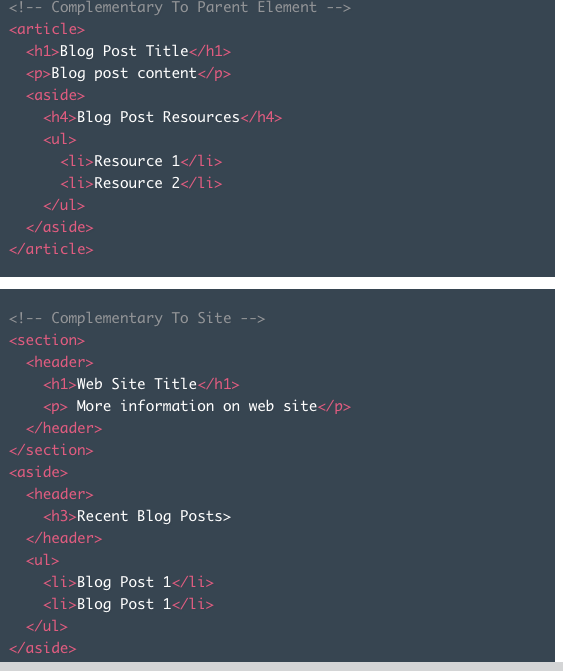 <!-- Complementary To Parent Element -->
<article>
  <h1>Blog Post Title</h1>
  <p>Blog post content</p>
  <aside>
    <h4>Blog Post Resources</h4>
    <ul>
      <li>Resource 1</li>
      <li>Resource 2</li>
    </ul>
  </aside>
</article>
<!-- Complementary To Site -->
<section>
  <header>
    <h1>Web Site Title</h1>
    <p> More information on web site</p>
  </header>
</section>
<aside>
  <header>
    <h3>Recent Blog Posts>
  </header>
  <ul>
    <li>Blog Post 1</li>
    <li>Blog Post 1</li>
  </ul>
</aside>